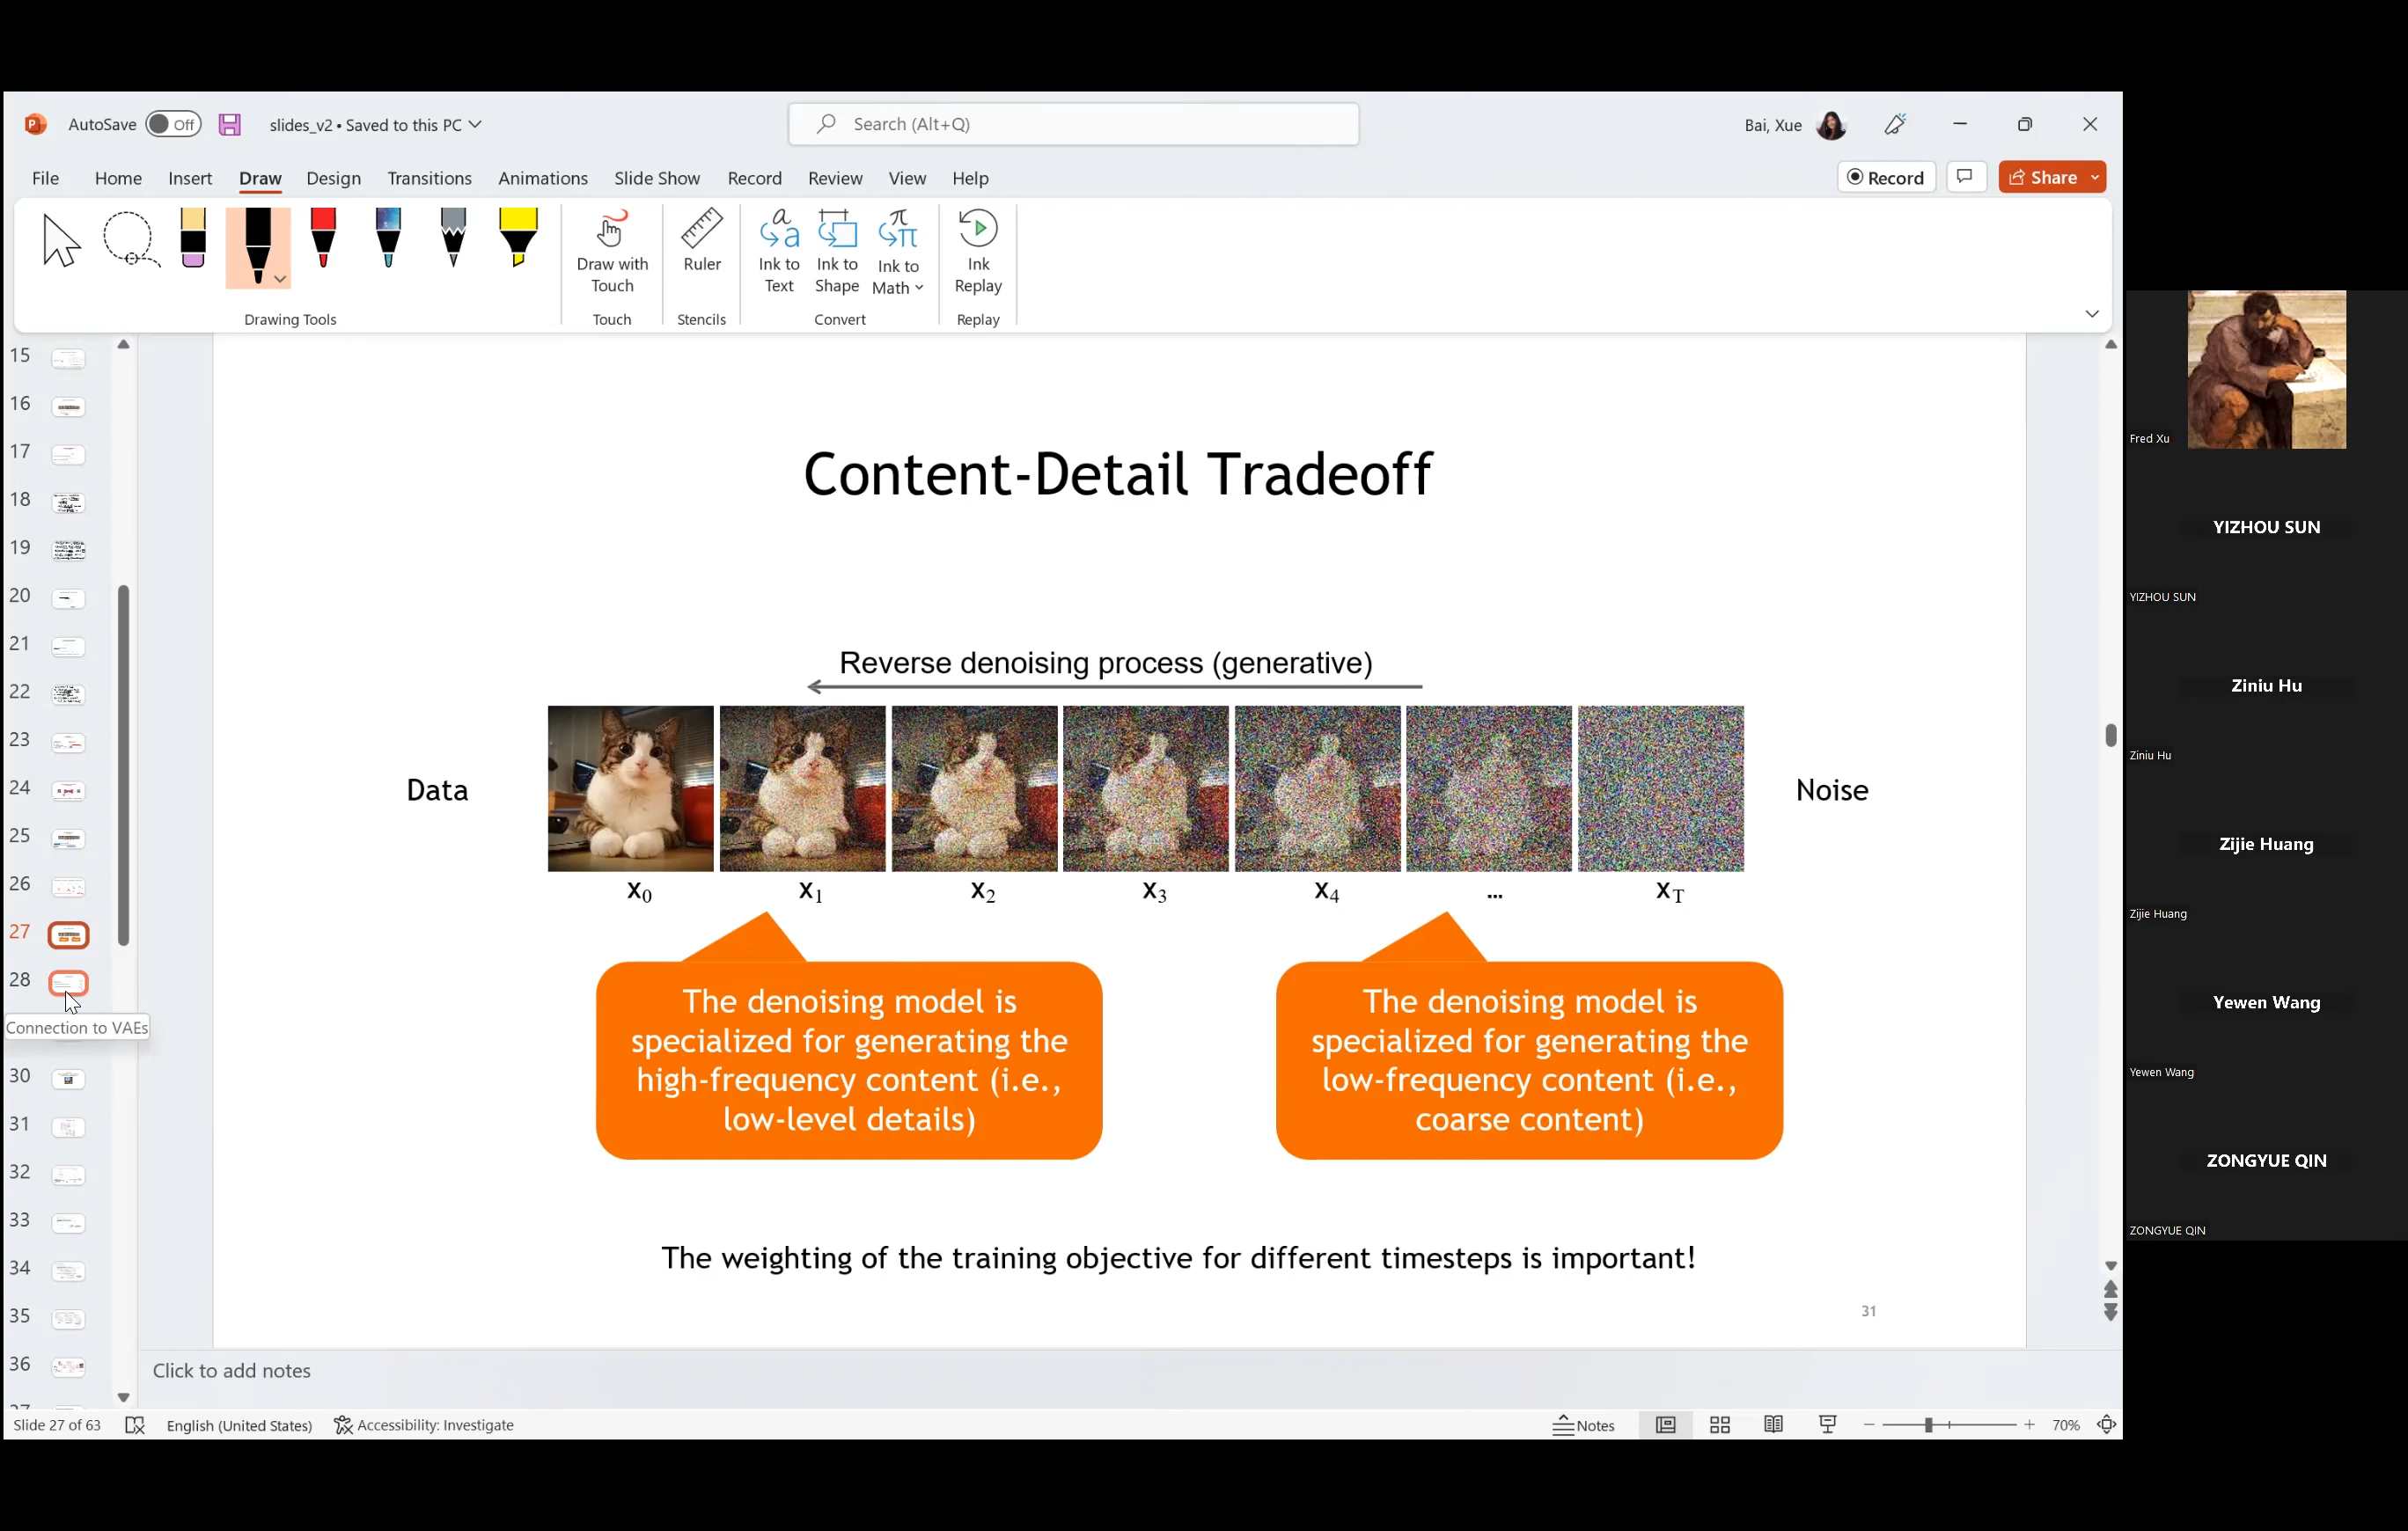 AutoSave Off slides_v2 • Saved to this PC Search (Alt+Q) Bai, Xue
File Home Insert Draw Design Transitions Animations Slide Show Record Review View Help Record Share
Draw with
Touch
Ruler
Ink to
Text
Ink to
Shape
Ink to
Math
Ink
Replay
Drawing Tools Touch Stencils Convert Replay
15
16
17
18
19
20
21
22
23
24
25
26
27
28
Connection to VAEs
30
31
32
33
34
35
36
Content-Detail Tradeoff
Reverse denoising process (generative)
Data Noise
x0 x1 x2 x3 x4 ... xT
The denoising model is
specialized for generating the
high-frequency content (i.e.,
low-level details)
The denoising model is
specialized for generating the
low-frequency content (i.e.,
coarse content)
The weighting of the training objective for different timesteps is important!
31
Click to add notes
Slide 27 of 63 English (United States) Accessibility: Investigate Notes 70%
Fred Xu
YIZHOU SUN
YIZHOU SUN
Ziniu Hu
Ziniu Hu
Zijie Huang
Zijie Huang
Yewen Wang
Yewen Wang
ZONGYUE QIN
ZONGYUE QIN